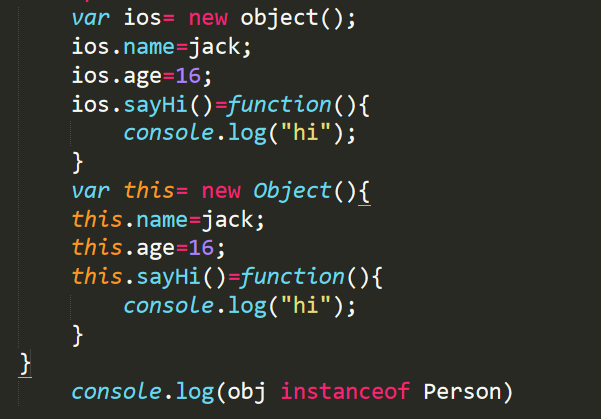 var ios= new object();
ios.name=jack;
ios.age=16;
ios.sayHi()=function(){
console.log("hi");
}
var this= new Object(){
this.name=jack;
this.age=16;
this.sayHi()=function(){
console.log("hi");
}
}
console.log(obj instanceof Person)